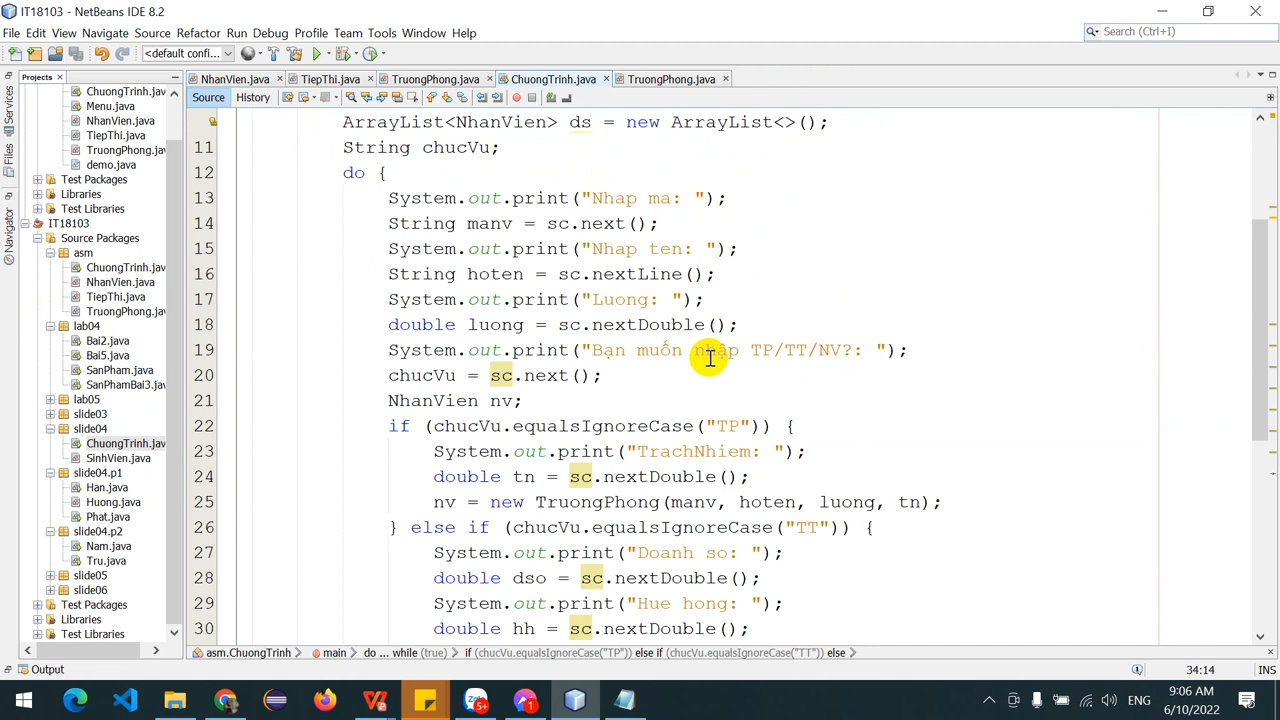 IT18103 - NetBeans IDE 8.2
File Edit View Navigate Source Refactor Run Debug Profile Team Tools Window Help
Search (Ctrl+I)
<default confi...
Projects
NhanVien.java TiepThi.java TruongPhong.java ChuongTrinh.java TruongPhong.java
Source History
Services
Files
Navigator
ChuongTrinh.java
Menu.java
NhanVien.java
TiepThi.java
TruongPhong.java
demo.java
Test Packages
Libraries
Test Libraries
IT18103
Source Packages
asm
ChuongTrinh.java
NhanVien.java
TiepThi.java
TruongPhong.java
lab04
Bai2.java
Bai5.java
SanPham.java
SanPhamBai3.java
lab05
slide03
slide04
ChuongTrinh.jav
SinhVien.java
slide04.p1
Han.java
Huong.java
Phat.java
slide04.p2
Nam.java
Tru.java
slide05
slide06
Test Packages
Libraries
Test Libraries
ArrayList<NhanVien> ds = new ArrayList<>();
11 String chucVu;
12 do {
13 System.out.print("Nhap ma: ");
14 String manv = sc.next();
15 System.out.print("Nhap ten: ");
16 String hoten = sc.nextLine();
17 System.out.print("Luong: ");
18 double luong = sc.nextDouble();
19 System.out.print("Bạn muốn nhập TP/TT/NV?: ");
20 chucVu = sc.next();
21 NhanVien nv;
22 if (chucVu.equalsIgnoreCase("TP")) {
23 System.out.print("TrachNhiem: ");
24 double tn = sc.nextDouble();
25 nv = new TruongPhong(manv, hoten, luong, tn);
26 } else if (chucVu.equalsIgnoreCase("TT")) {
27 System.out.print("Doanh so: ");
28 double dso = sc.nextDouble();
29 System.out.print("Hue hong: ");
30 double hh = sc.nextDouble();
asm.ChuongTrinh main do ... while (true) if (chucVu.equalsIgnoreCase("TP")) else if (chucVu.equalsIgnoreCase("TT")) else
Output
34:14 INS
5+
1
ENG
9:06 AM
6/10/2022